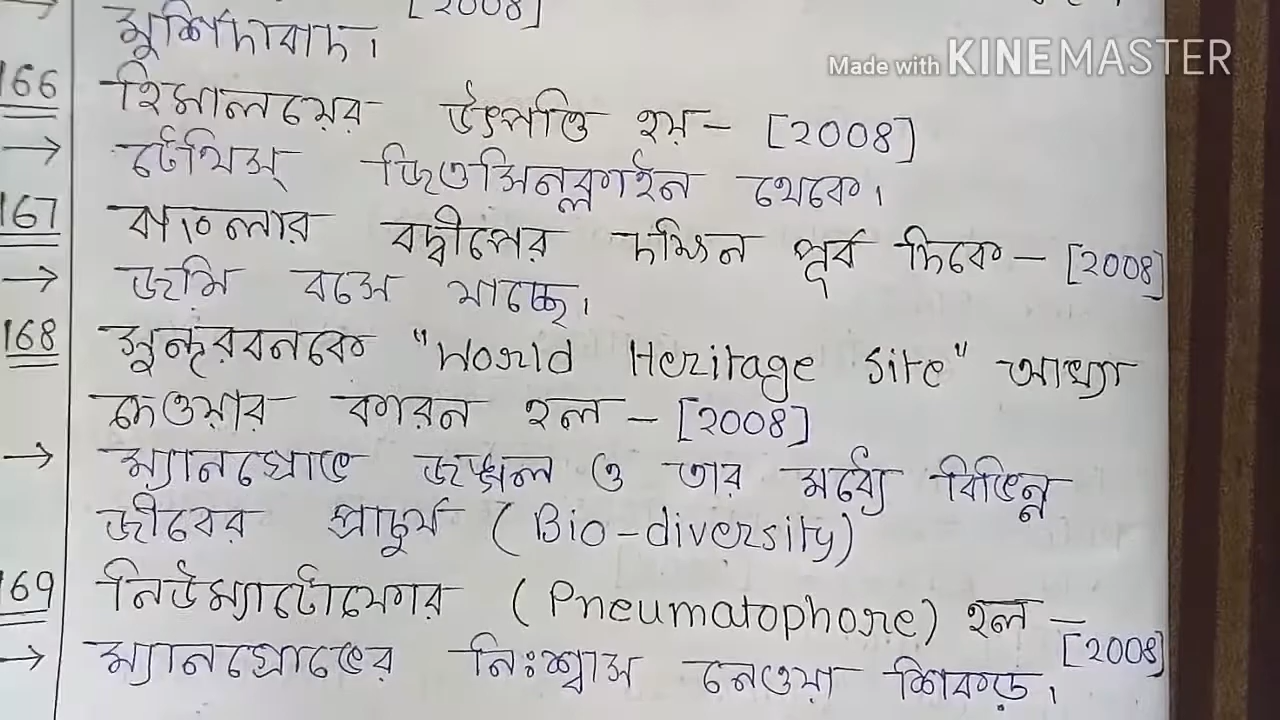 [2008]
মুর্শিদাবাদ।
Made with KINEMASTER
166 হিমালয়ের উৎপত্তি হয় - [2008]
→ টেথিস্ জিওসিনক্লাইন থেকে।
167 বাংলার বদ্বীপের দক্ষিন পূর্ব দিকে - [2008]
→ জমি বসে যাচ্ছে।
168 সুন্দরবনকে "World Heritage Site" আখ্যা
দেওয়ার কারন হল - [2008]
→ ম্যানগ্রোভ জঙ্গল ও তার মধ্যে বিভিন্ন
জীবের প্রাচুর্য (Bio-diversity)
169 নিউম্যাটোফোর (Pneumatophore) হল - [2008]
→ ম্যানগ্রোভের নিঃশ্বাস নেওয়া শিকড়।